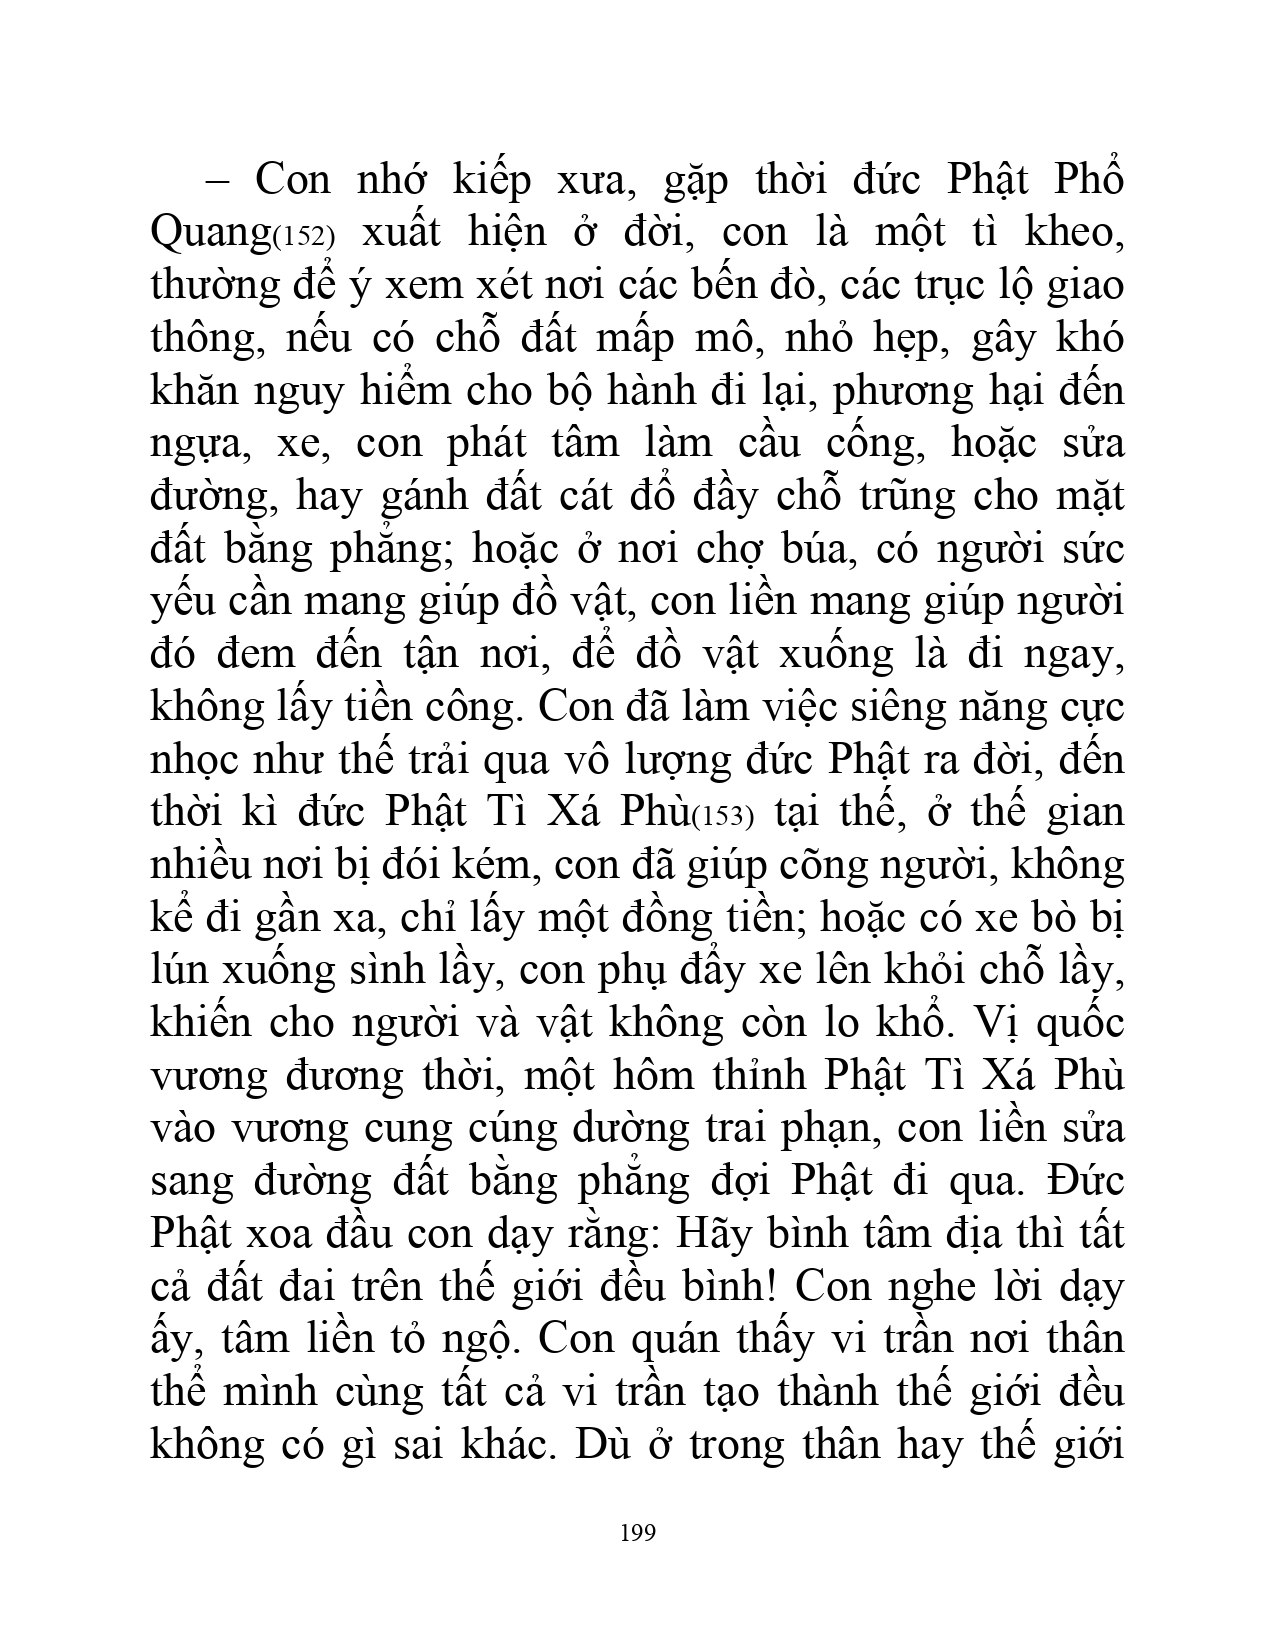 – Con nhớ kiếp xưa, gặp thời đức Phật Phổ
Quang(152) xuất hiện ở đời, con là một tì kheo,
thường để ý xem xét nơi các bến đò, các trục lộ giao
thông, nếu có chỗ đất mấp mô, nhỏ hẹp, gây khó
khăn nguy hiểm cho bộ hành đi lại, phương hại đến
ngựa, xe, con phát tâm làm cầu cống, hoặc sửa
đường, hay gánh đất cát đổ đầy chỗ trũng cho mặt
đất bằng phẳng; hoặc ở nơi chợ búa, có người sức
yếu cần mang giúp đồ vật, con liền mang giúp người
đó đem đến tận nơi, để đồ vật xuống là đi ngay,
không lấy tiền công. Con đã làm việc siêng năng cực
nhọc như thế trải qua vô lượng đức Phật ra đời, đến
thời kì đức Phật Tì Xá Phù(153) tại thế, ở thế gian
nhiều nơi bị đói kém, con đã giúp cõng người, không
kể đi gần xa, chỉ lấy một đồng tiền; hoặc có xe bò bị
lún xuống sình lầy, con phụ đẩy xe lên khỏi chỗ lầy,
khiến cho người và vật không còn lo khổ. Vị quốc
vương đương thời, một hôm thỉnh Phật Tì Xá Phù
vào vương cung cúng dường trai phạn, con liền sửa
sang đường đất bằng phẳng đợi Phật đi qua. Đức
Phật xoa đầu con dạy rằng: Hãy bình tâm địa thì tất
cả đất đai trên thế giới đều bình! Con nghe lời dạy
ấy, tâm liền tỏ ngộ. Con quán thấy vi trần nơi thân
thể mình cùng tất cả vi trần tạo thành thế giới đều
không có gì sai khác. Dù ở trong thân hay thế giới
199